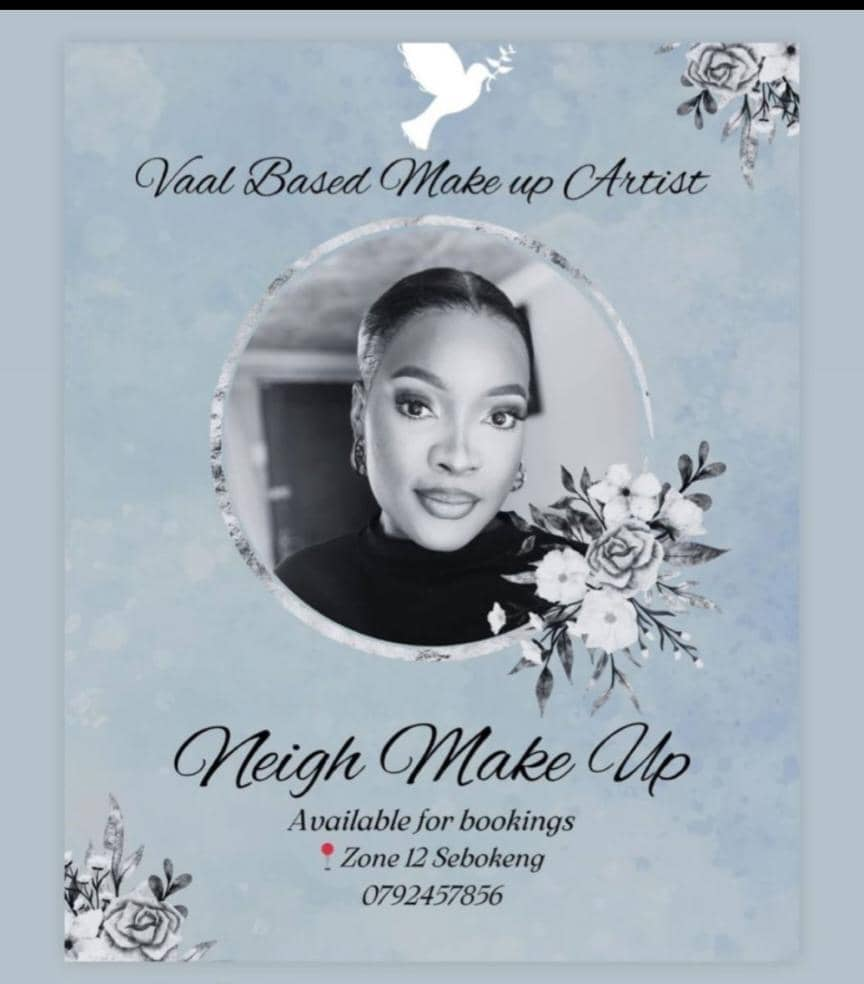 Vaal Based Make up Artist
Neigh Make Up
Available for bookings
📍Zone 12 Sebokeng
0792457856